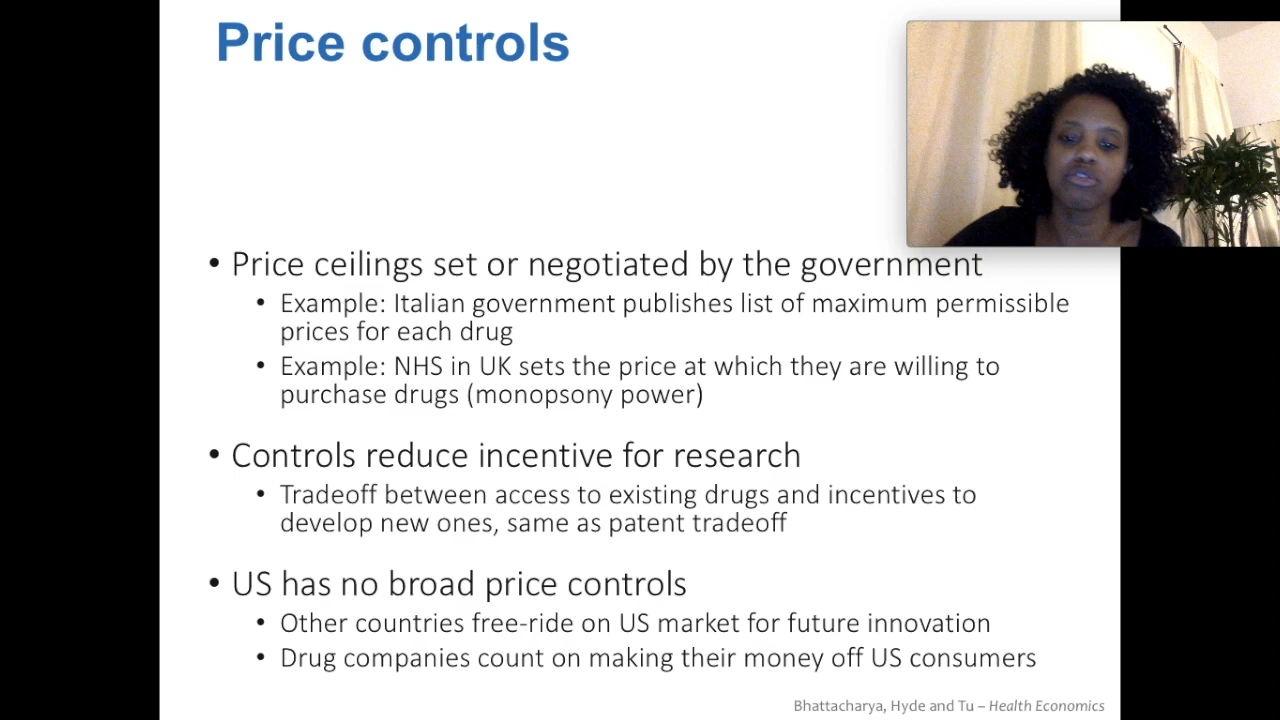 Price controls
• Price ceilings set or negotiated by the government
• Example: Italian government publishes list of maximum permissible
prices for each drug
• Example: NHS in UK sets the price at which they are willing to
purchase drugs (monopsony power)
• Controls reduce incentive for research
• Tradeoff between access to existing drugs and incentives to
develop new ones, same as patent tradeoff
• US has no broad price controls
• Other countries free-ride on US market for future innovation
• Drug companies count on making their money off US consumers
Bhattacharya, Hyde and Tu – Health Economics